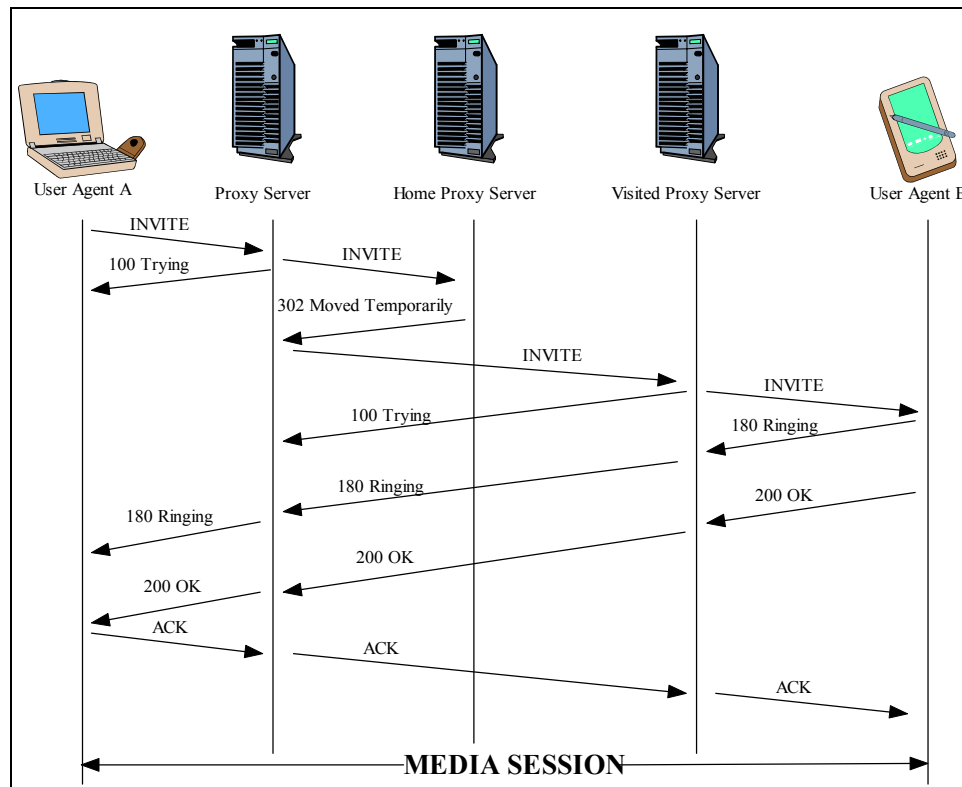 User Agent A
Proxy Server
Home Proxy Server
Visited Proxy Server
User Agent
INVITE
100 Trying
INVITE
302 Moved Temporarily
INVITE
INVITE
100 Trying
180 Ringing
180 Ringing
180 Ringing
200 OK
200 OK
200 OK
ACK
ACK
ACK
MEDIA SESSION